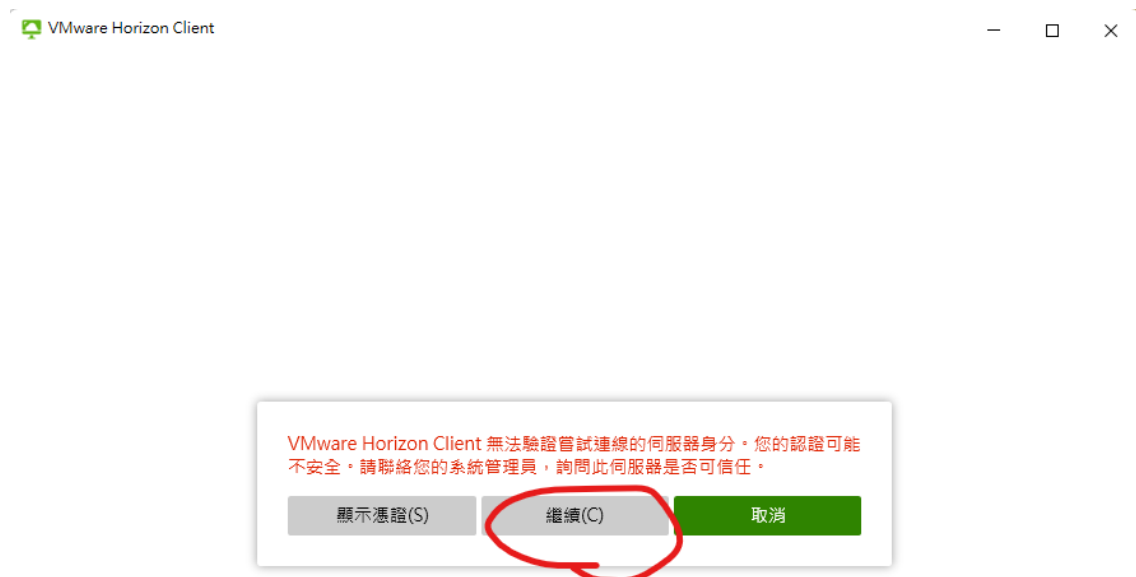 VMware Horizon Client
VMware Horizon Client 無法驗證嘗試連線的伺服器身分。您的認證可能
不安全。請聯絡您的系統管理員，詢問此伺服器是否可信任。
顯示憑證(S)
繼續(C)
取消